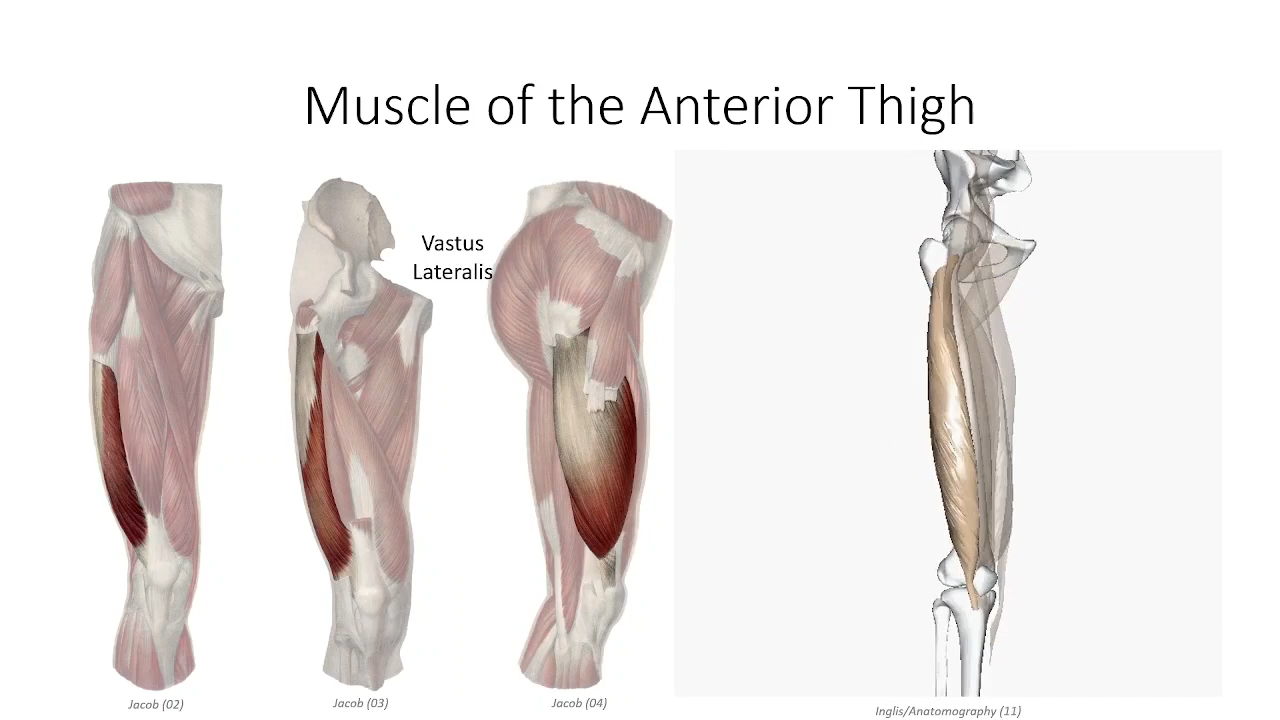 Muscle of the Anterior Thigh
Vastus
Lateralis
Jacob (02)
Jacob (03)
Jacob (04)
Inglis/Anatomography (11)